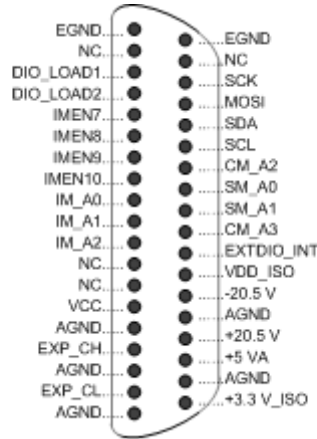 EGND
NC
DIO_LOAD1
DIO_LOAD2
IMEN7
IMEN8
IMEN9
IMEN10
IM_A0
IM_A1
IM_A2
NC
NC
VCC
AGND
EXP_CH
AGND
EXP_CL
AGND
EGND
NC
SCK
MOSI
SDA
SCL
CM_A2
SM_A0
SM_A1
CM_A3
EXTDIO_INT
VDD_ISO
-20.5 V
AGND
+20.5 V
+5 VA
AGND
+3.3 V_ISO